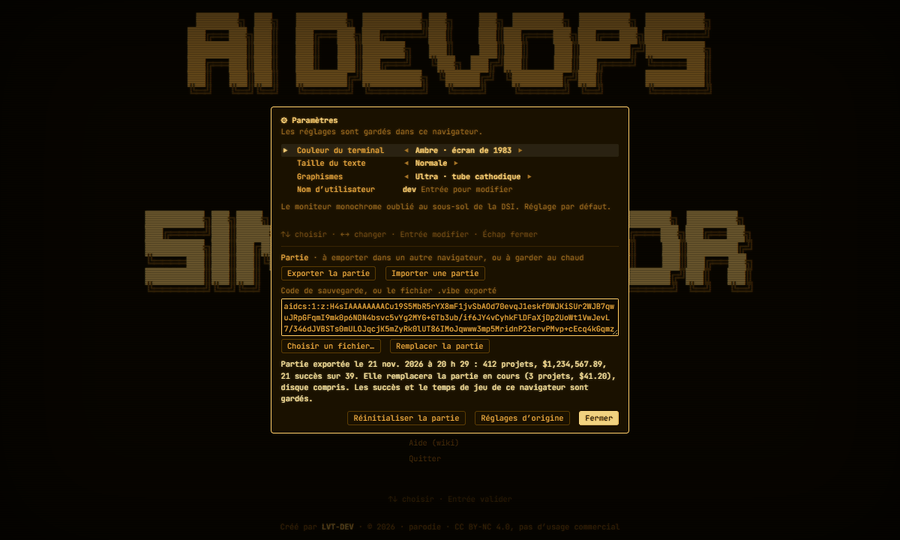 AI DEVOPS
⚙ Paramètres
Les réglages sont gardés dans ce navigateur.
▶ Couleur du terminal ◄ Ambre · écran de 1983 ►
Taille du texte ◄ Normale ►
Graphismes ◄ Ultra · tube cathodique ►
Nom d’utilisateur dev Entrée pour modifier
Le moniteur monochrome oublié au sous-sol de la DSI. Réglage par défaut.
↑↓ choisir · ←→ changer · Entrée modifier · Échap fermer
Partie · à emporter dans un autre navigateur, ou à garder au chaud
Exporter la partie Importer une partie
Code de sauvegarde, ou le fichier .vibe exporté
Choisir un fichier… Remplacer la partie
Partie exportée le 21 nov. 2026 à 20 h 29 : 412 projets, $1,234,567.89,
21 succès sur 39. Elle remplacera la partie en cours (3 projets, $41.20),
disque compris. Les succès et le temps de jeu de ce navigateur sont
gardés.
Réinitialiser la partie Réglages d’origine Fermer
Aide (wiki)
Quitter
↑↓ choisir · Entrée valider
Créé par LVT-DEV · © 2026 · parodie · CC BY-NC 4.0, pas d’usage commercial